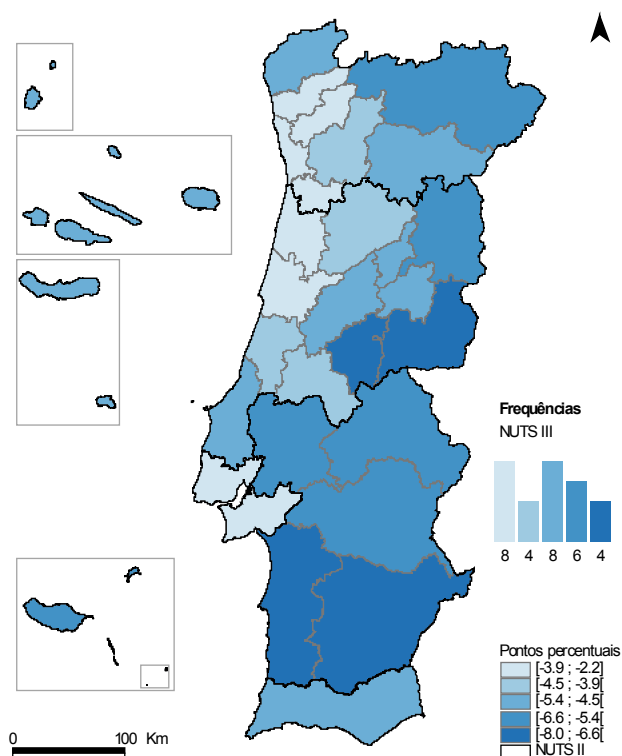 Frequências
NUTS III
8 4 8 6 4
Pontos percentuais
[-3.9 ; -2.2]
[-4.5 ; -3.9[
[-5.4 ; -4.5[
[-6.6 ; -5.4[
[-8.0 ; -6.6[
NUTS II
0 100 Km